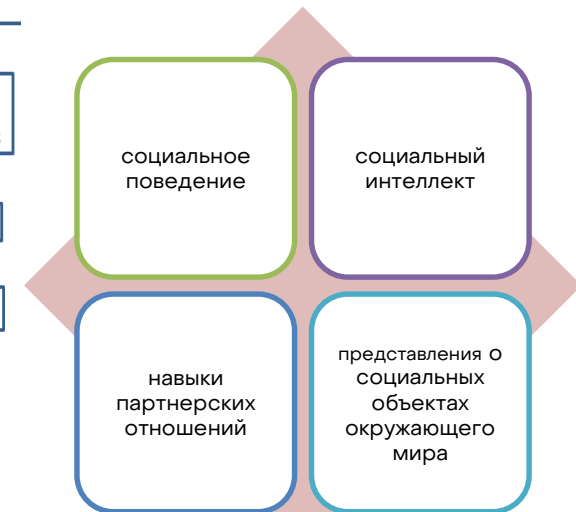 социальное
поведение
социальный
интеллект
навыки
партнерских
отношений
представления о
социальных
объектах
окружающего
мира